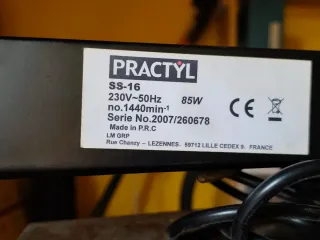 PRACTYL
SS-16
230V~50Hz 85W
no.1440min-1
Serie No.2007/260678
Made in P.R.C
LM GRP
Rue Chanzy – LEZENNES. 59712 LILLE CEDEX 9. FRANCE
CE